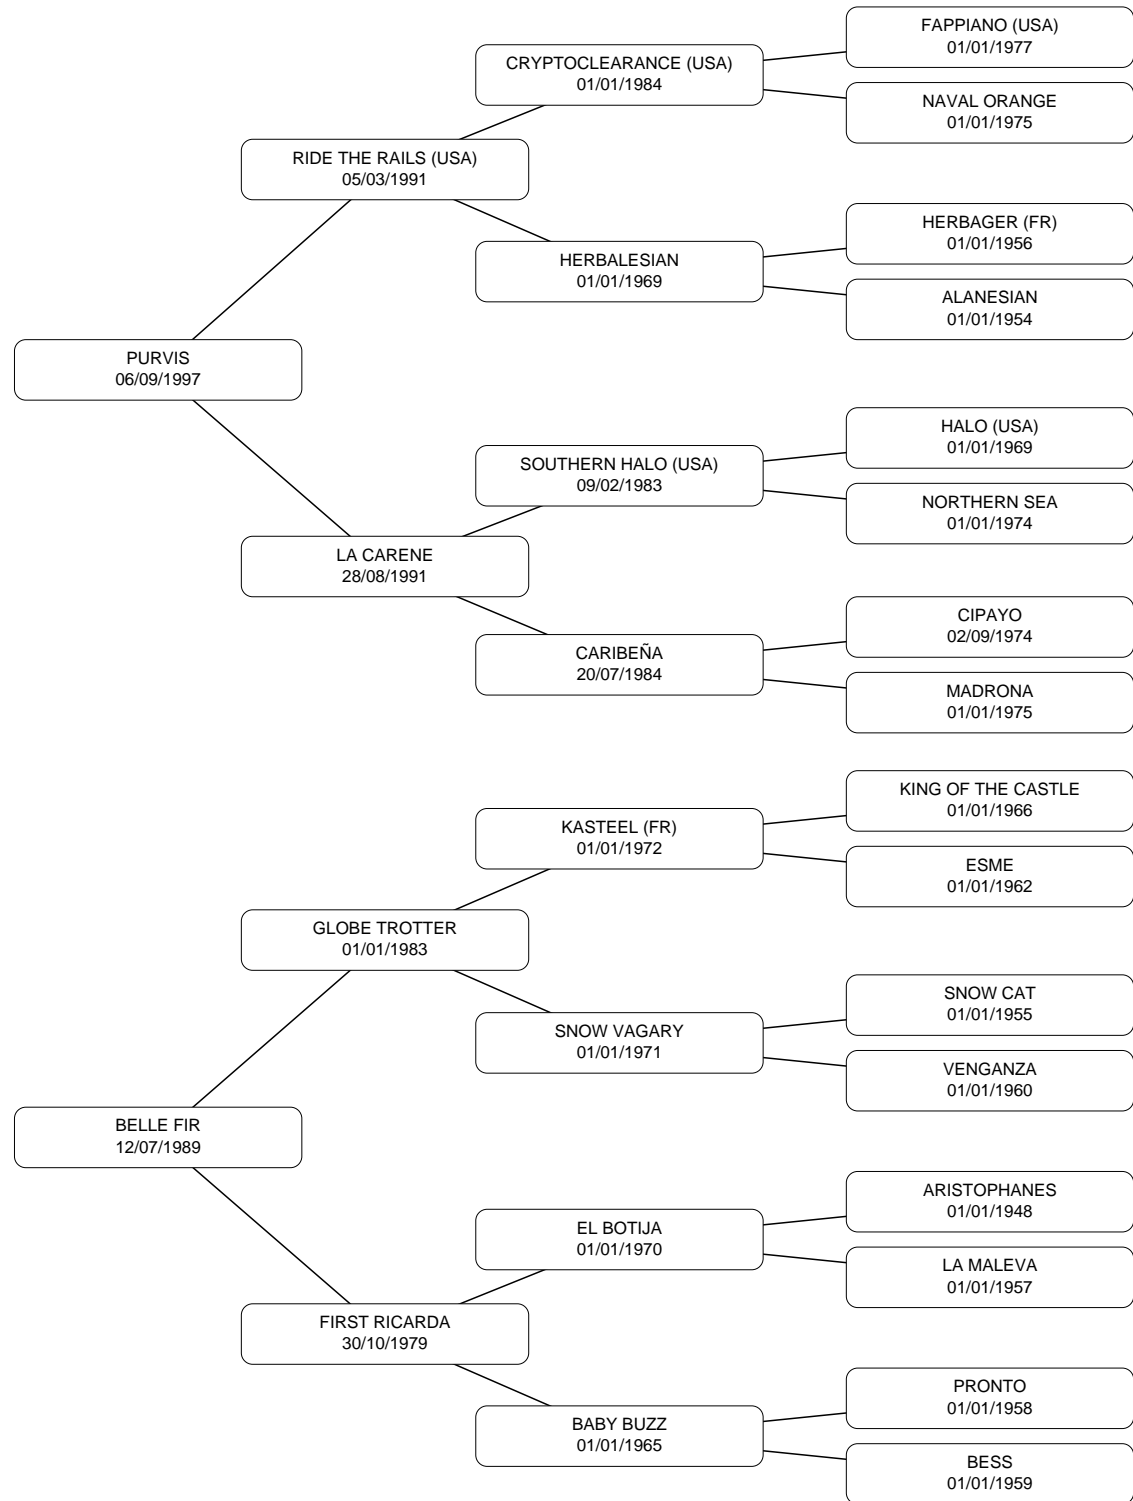 FAPPIANO (USA)
01/01/1977
CRYPTOCLEARANCE (USA)
01/01/1984
NAVAL ORANGE
01/01/1975
RIDE THE RAILS (USA)
05/03/1991
HERBAGER (FR)
01/01/1956
HERBALESIAN
01/01/1969
ALANESIAN
01/01/1954
PURVIS
06/09/1997
HALO (USA)
01/01/1969
SOUTHERN HALO (USA)
09/02/1983
NORTHERN SEA
01/01/1974
LA CARENE
28/08/1991
CIPAYO
02/09/1974
CARIBEÑA
20/07/1984
MADRONA
01/01/1975
KING OF THE CASTLE
01/01/1966
KASTEEL (FR)
01/01/1972
ESME
01/01/1962
GLOBE TROTTER
01/01/1983
SNOW CAT
01/01/1955
SNOW VAGARY
01/01/1971
VENGANZA
01/01/1960
BELLE FIR
12/07/1989
ARISTOPHANES
01/01/1948
EL BOTIJA
01/01/1970
LA MALEVA
01/01/1957
FIRST RICARDA
30/10/1979
PRONTO
01/01/1958
BABY BUZZ
01/01/1965
BESS
01/01/1959